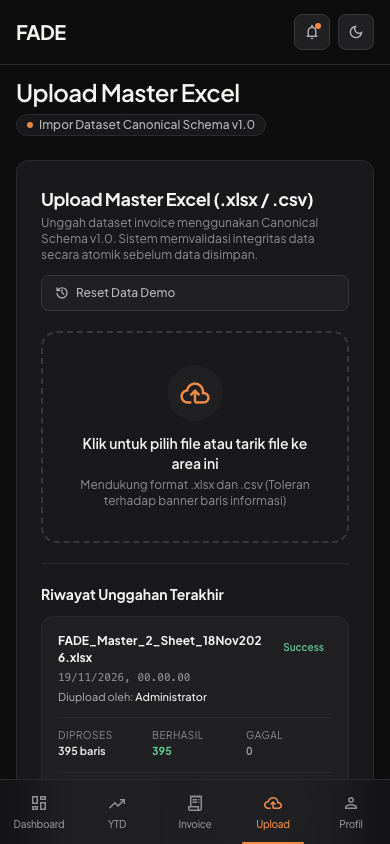 FADE
Upload Master Excel
Impor Dataset Canonical Schema v1.0
Upload Master Excel (.xlsx / .csv)
Unggah dataset invoice menggunakan Canonical
Schema v1.0. Sistem memvalidasi integritas data
secara atomik sebelum data disimpan.
Reset Data Demo
Klik untuk pilih file atau tarik file ke
area ini
Mendukung format .xlsx dan .csv (Toleran
terhadap banner baris informasi)
Riwayat Unggahan Terakhir
FADE_Master_2_Sheet_18Nov202
6.xlsx
Success
19/11/2026, 00.00.00
Diupload oleh: Administrator
DIPROSES BERHASIL GAGAL
395 baris 395 0
Dashboard YTD Invoice Upload Profil